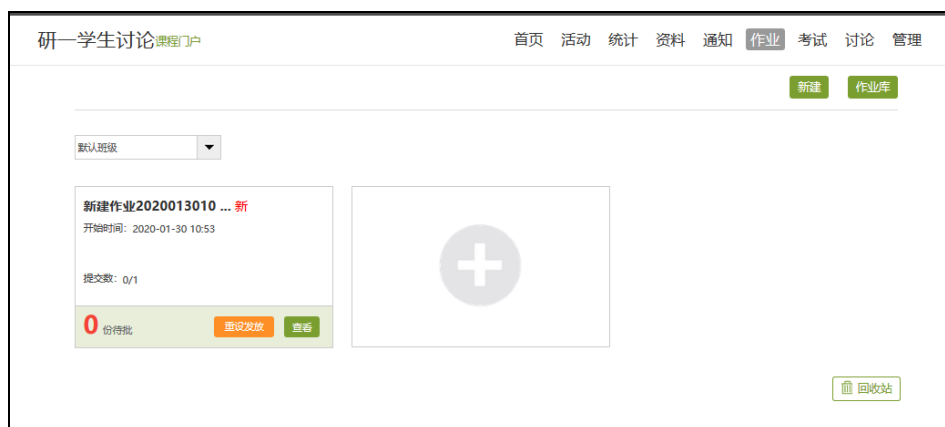 研一学生讨论课程门户 首页 活动 统计 资料 通知 作业 考试 讨论 管理
新建 作业库
默认班级
新建作业2020013010 ... 新
开始时间：2020-01-30 10:53
提交数：0/1
0 份待批 重设发放 查看
回收站